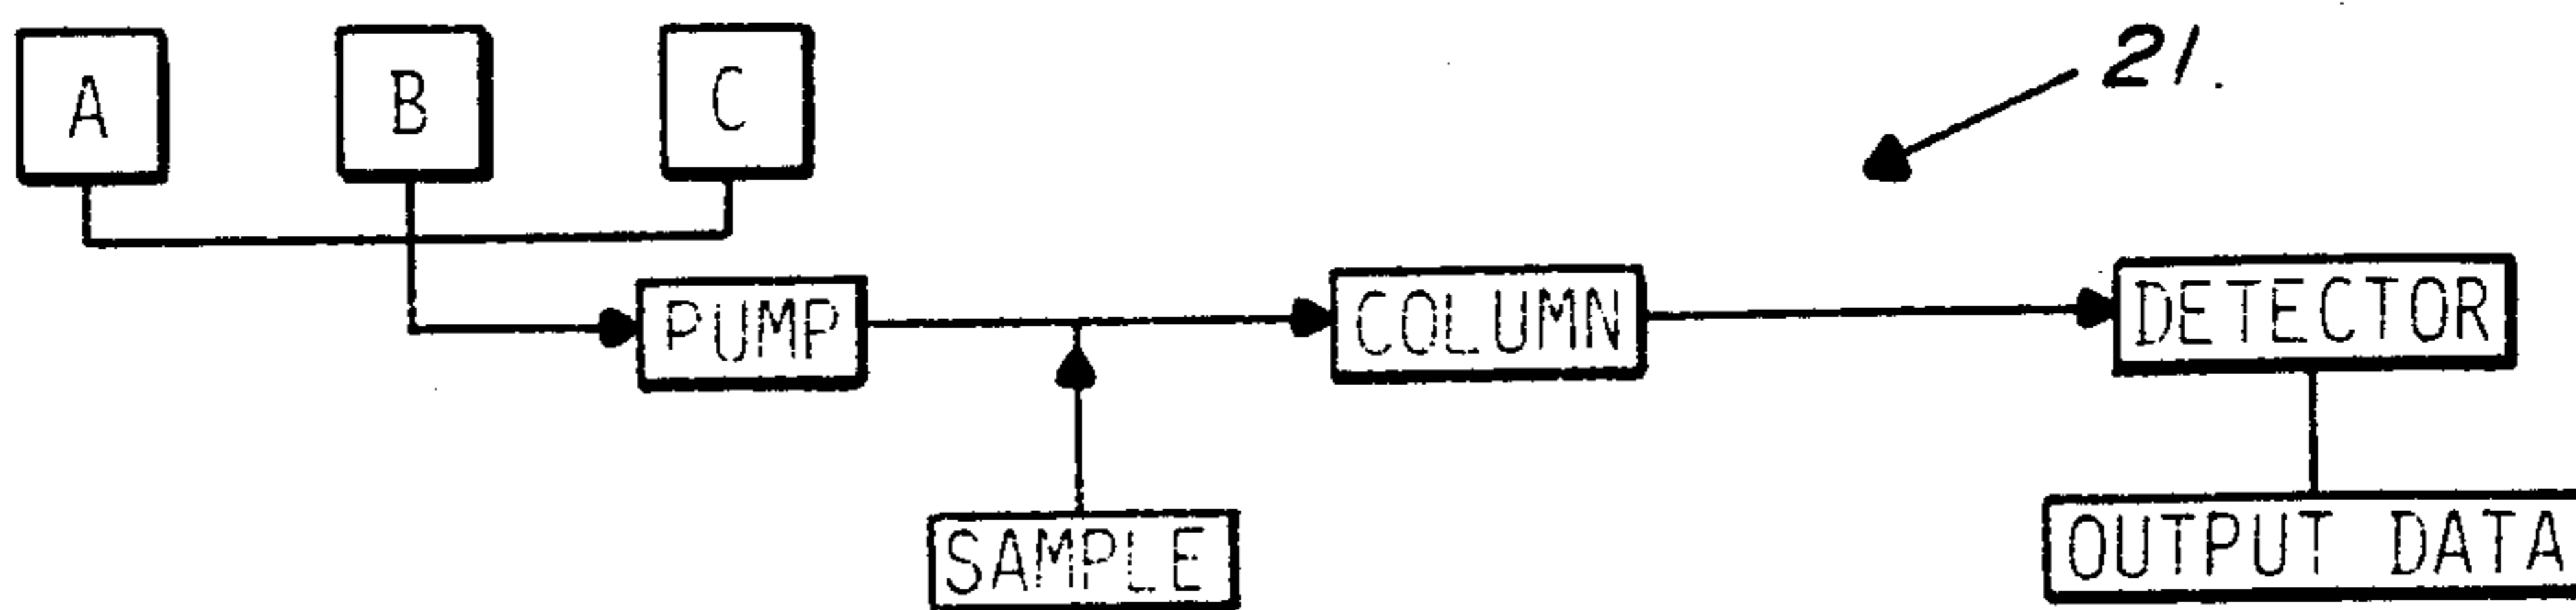 A
B
C
21.
PUMP
COLUMN
DETECTOR
SAMPLE
OUTPUT DATA